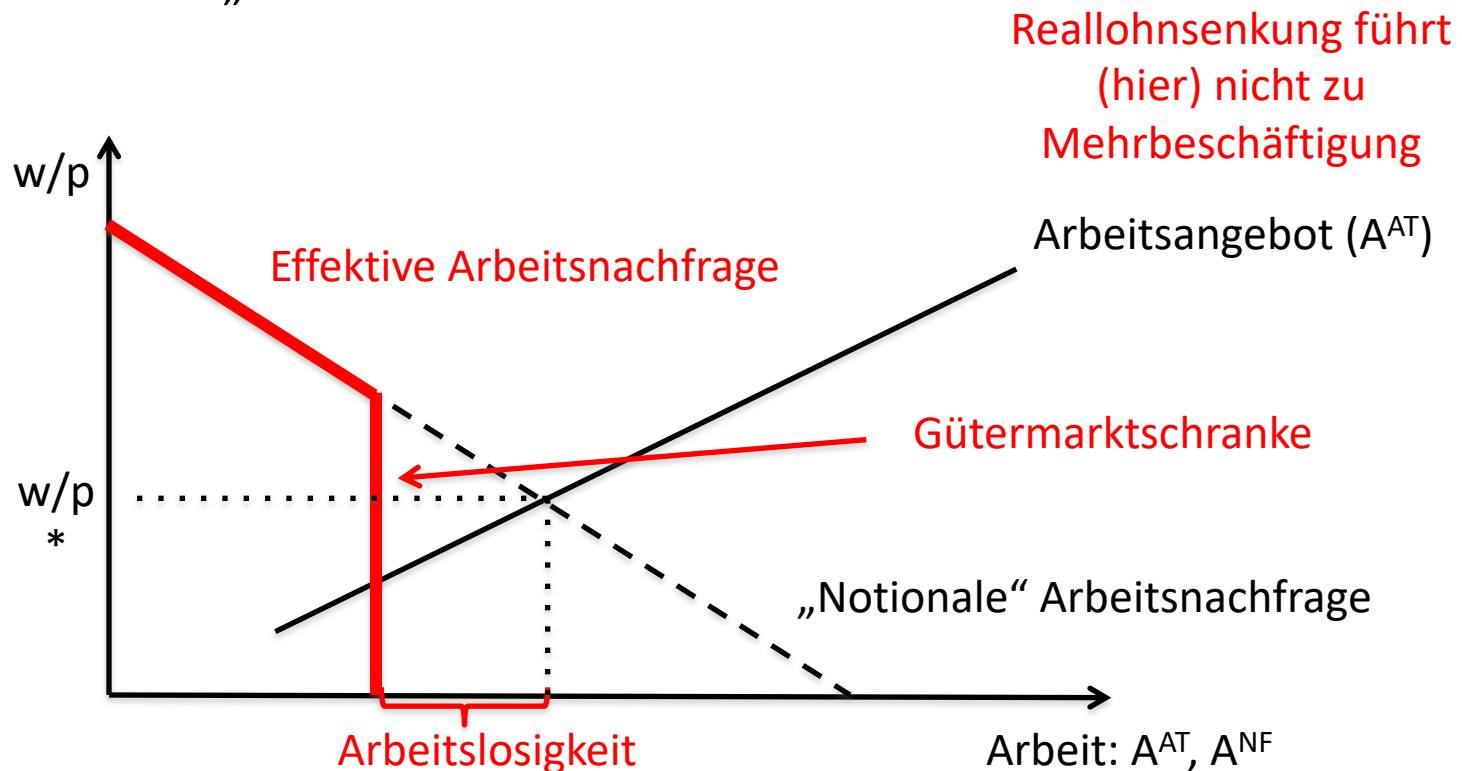 „
Reallohnsenkung führt
(hier) nicht zu
Mehrbeschäftigung
w/p
Arbeitsangebot (Aᴬᵀ)
Effektive Arbeitsnachfrage
Gütermarktschranke
w/p
*
„Notionale“ Arbeitsnachfrage
Arbeitslosigkeit
Arbeit: Aᴬᵀ, Aᴺᶠ